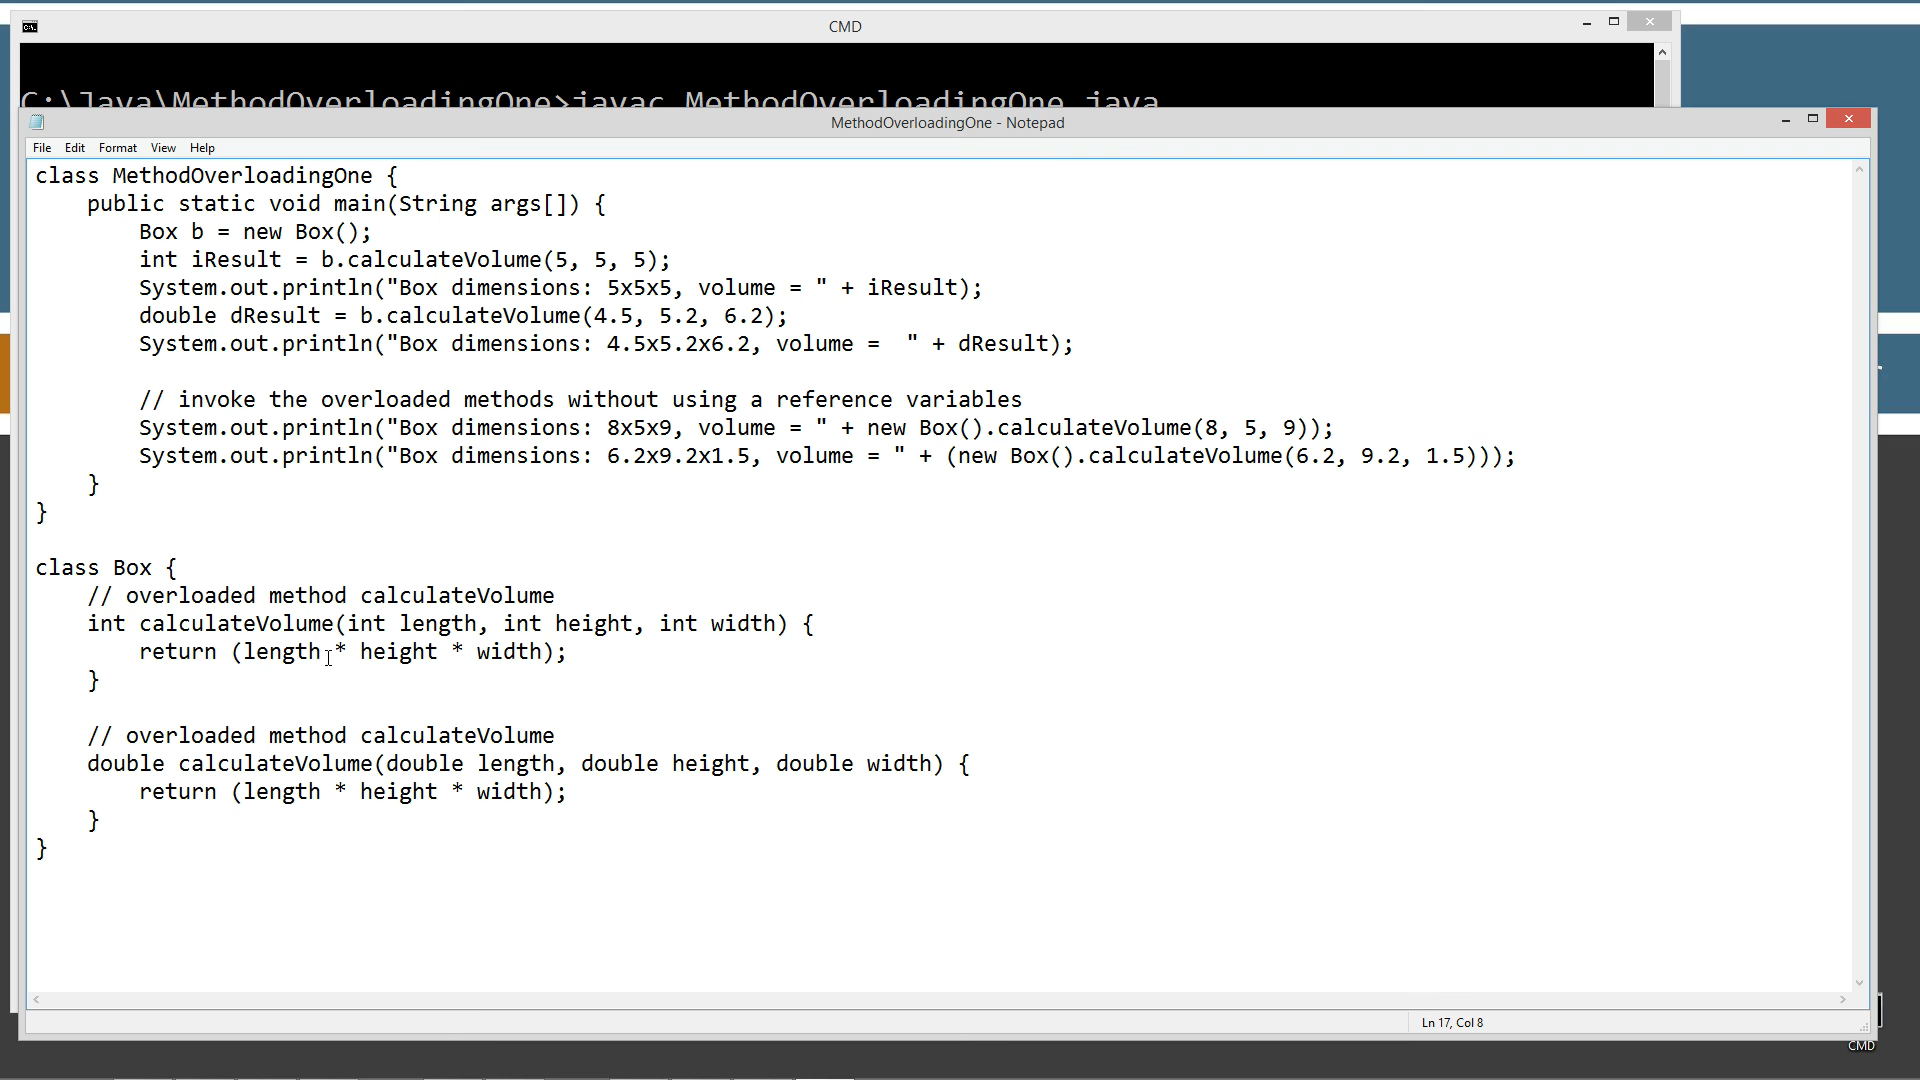 CMD
C:\Java\MethodOverloadingOne>javac MethodOverloadingOne.java
MethodOverloadingOne - Notepad
File Edit Format View Help
class MethodOverloadingOne {
    public static void main(String args[]) {
        Box b = new Box();
        int iResult = b.calculateVolume(5, 5, 5);
        System.out.println("Box dimensions: 5x5x5, volume = " + iResult);
        double dResult = b.calculateVolume(4.5, 5.2, 6.2);
        System.out.println("Box dimensions: 4.5x5.2x6.2, volume =  " + dResult);
        // invoke the overloaded methods without using a reference variables
        System.out.println("Box dimensions: 8x5x9, volume = " + new Box().calculateVolume(8, 5, 9));
        System.out.println("Box dimensions: 6.2x9.2x1.5, volume = " + (new Box().calculateVolume(6.2, 9.2, 1.5)));
    }
}
class Box {
    // overloaded method calculateVolume
    int calculateVolume(int length, int height, int width) {
        return (length * height * width);
    }
    // overloaded method calculateVolume
    double calculateVolume(double length, double height, double width) {
        return (length * height * width);
    }
}
Ln 17, Col 8
CMD